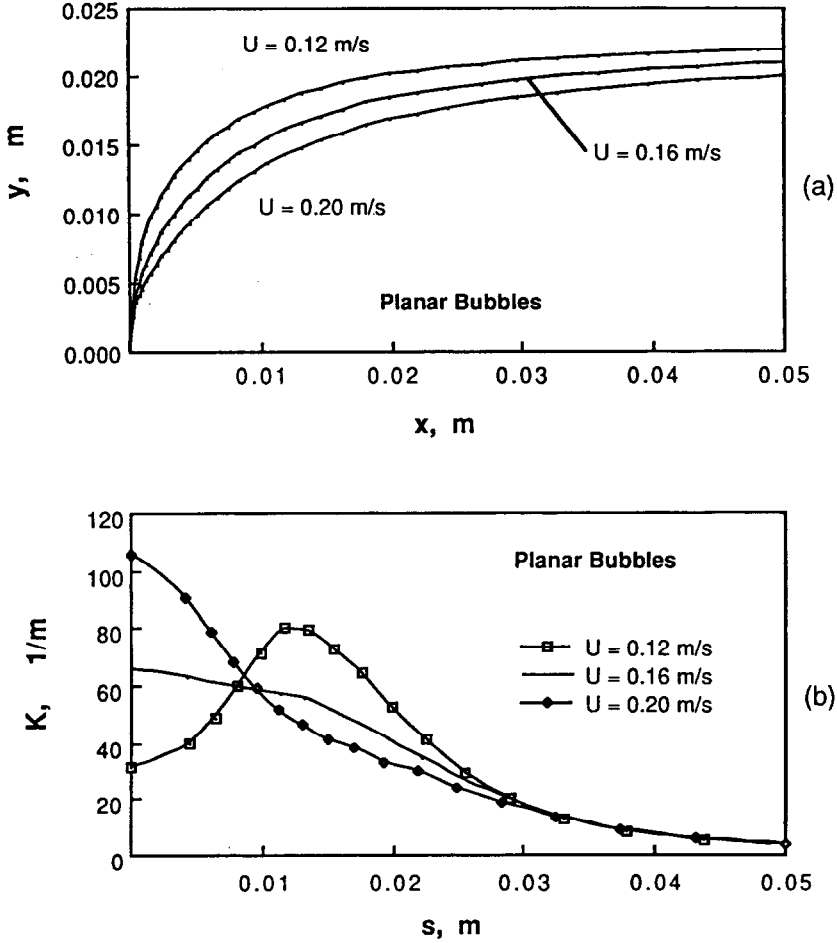 0.025
0.020
0.015
0.010
0.005
0.000
y, m
U = 0.12 m/s
U = 0.16 m/s
U = 0.20 m/s
Planar Bubbles
(a)
0.01 0.02 0.03 0.04 0.05
x, m
120
100
80
60
40
20
0
K, 1/m
Planar Bubbles
U = 0.12 m/s
U = 0.16 m/s
U = 0.20 m/s
(b)
0.01 0.02 0.03 0.04 0.05
s, m